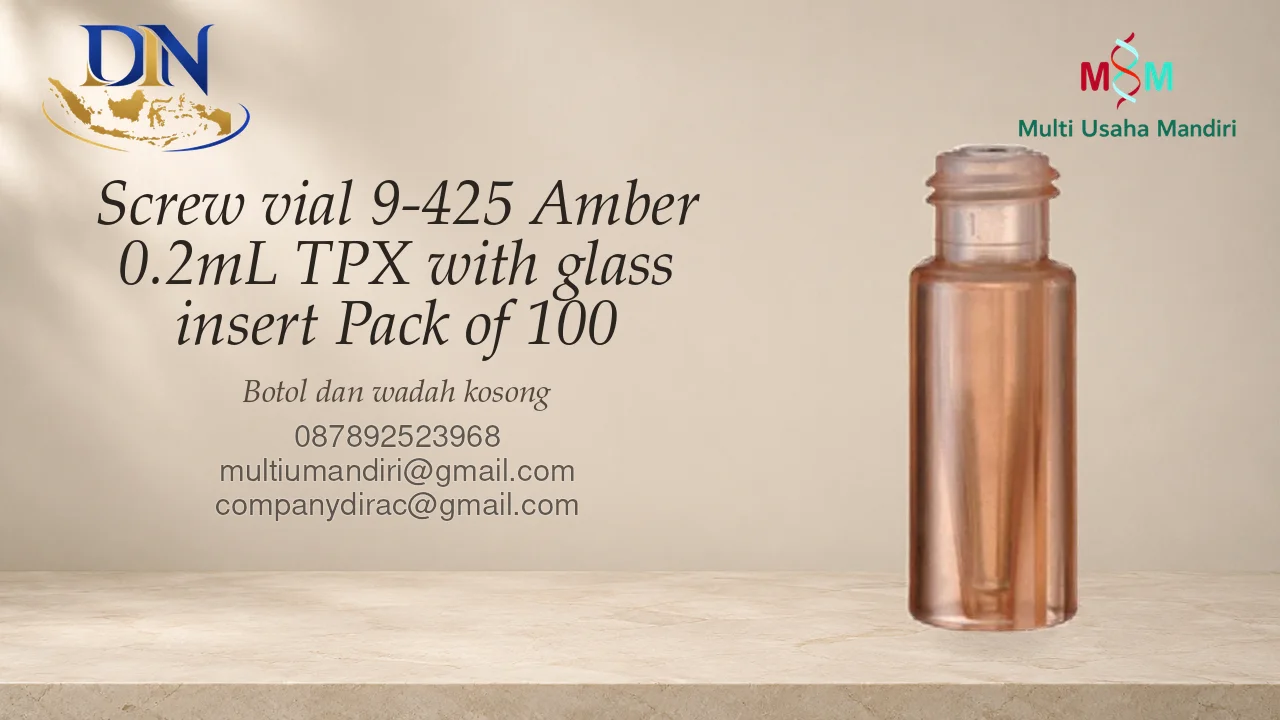 DN
M M
Multi Usaha Mandiri
Screw vial 9-425 Amber
0.2mL TPX with glass
insert Pack of 100
Botol dan wadah kosong
087892523968
multiumandiri@gmail.com
companydirac@gmail.com